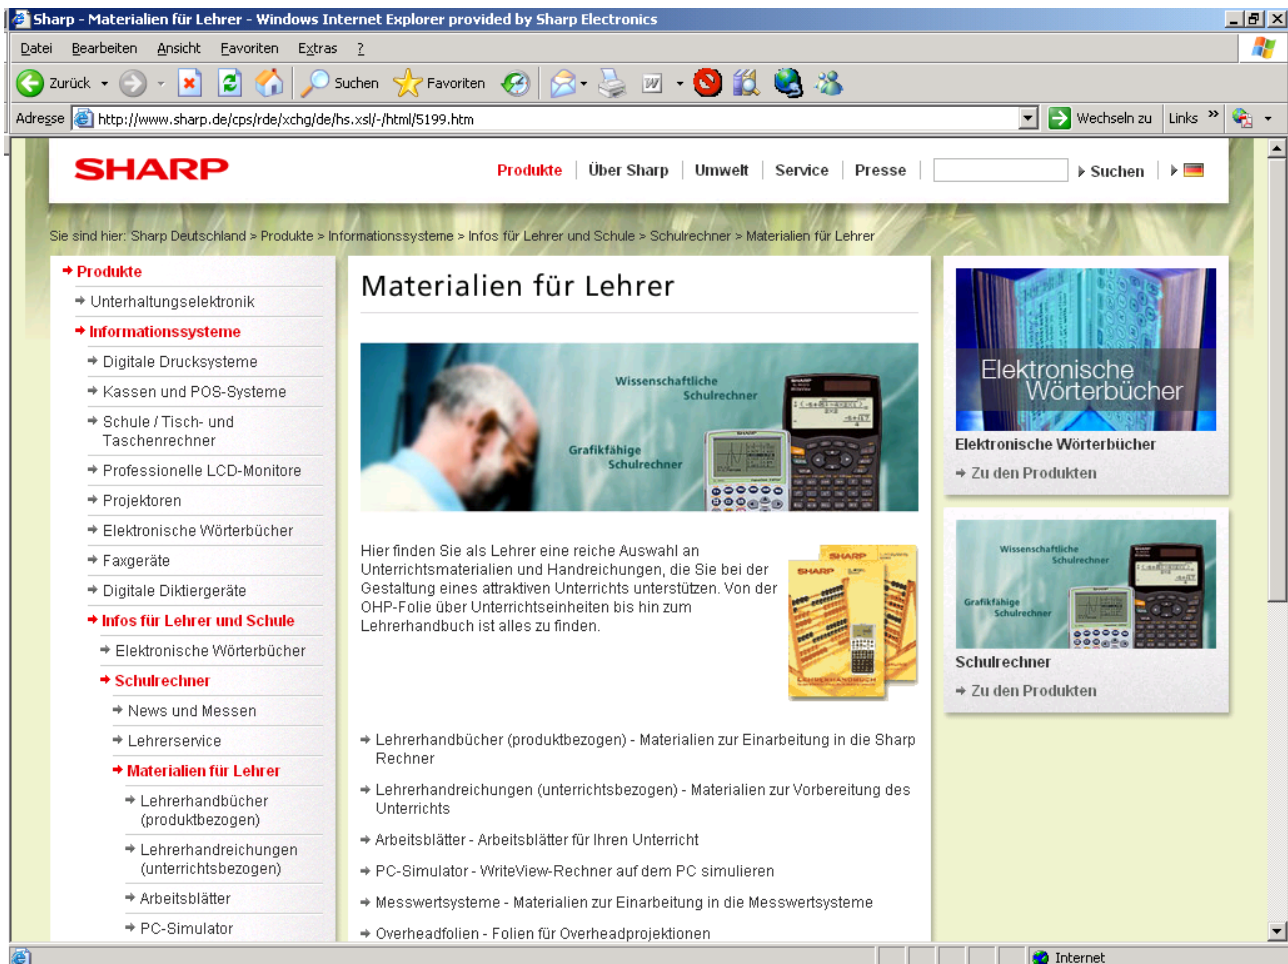 Sharp - Materialien für Lehrer - Windows Internet Explorer provided by Sharp Electronics
Datei Bearbeiten Ansicht Favoriten Extras ?
Zurück Suchen Favoriten
Adresse http://www.sharp.de/cps/rde/xchg/de/hs.xsl/-/html/5199.htm Wechseln zu Links »
SHARP
Produkte Über Sharp Umwelt Service Presse Suchen
Sie sind hier: Sharp Deutschland > Produkte > Informationssysteme > Infos für Lehrer und Schule > Schulrechner > Materialien für Lehrer
Produkte
Unterhaltungselektronik
Informationssysteme
Digitale Drucksysteme
Kassen und POS-Systeme
Schule / Tisch- und
Taschenrechner
Professionelle LCD-Monitore
Projektoren
Elektronische Wörterbücher
Faxgeräte
Digitale Diktiergeräte
Infos für Lehrer und Schule
Elektronische Wörterbücher
Schulrechner
News und Messen
Lehrerservice
Materialien für Lehrer
Lehrerhandbücher
(produktbezogen)
Lehrerhandreichungen
(unterrichtsbezogen)
Arbeitsblätter
PC-Simulator
Materialien für Lehrer
Wissenschaftliche
Schulrechner
Grafikfähige
Schulrechner
Hier finden Sie als Lehrer eine reiche Auswahl an
Unterrichtsmaterialien und Handreichungen, die Sie bei der
Gestaltung eines attraktiven Unterrichts unterstützen. Von der
OHP-Folie über Unterrichtseinheiten bis hin zum
Lehrerhandbuch ist alles zu finden.
SHARP
SHARP
LEHRERHANDBUCH
Lehrerhandbücher (produktbezogen) - Materialien zur Einarbeitung in die Sharp
Rechner
Lehrerhandreichungen (unterrichtsbezogen) - Materialien zur Vorbereitung des
Unterrichts
Arbeitsblätter - Arbeitsblätter für Ihren Unterricht
PC-Simulator - WriteView-Rechner auf dem PC simulieren
Messwertsysteme - Materialien zur Einarbeitung in die Messwertsysteme
Overheadfolien - Folien für Overheadprojektionen
Elektronische
Wörterbücher
Elektronische Wörterbücher
Zu den Produkten
Wissenschaftliche
Schulrechner
Grafikfähige
Schulrechner
Schulrechner
Zu den Produkten
Internet